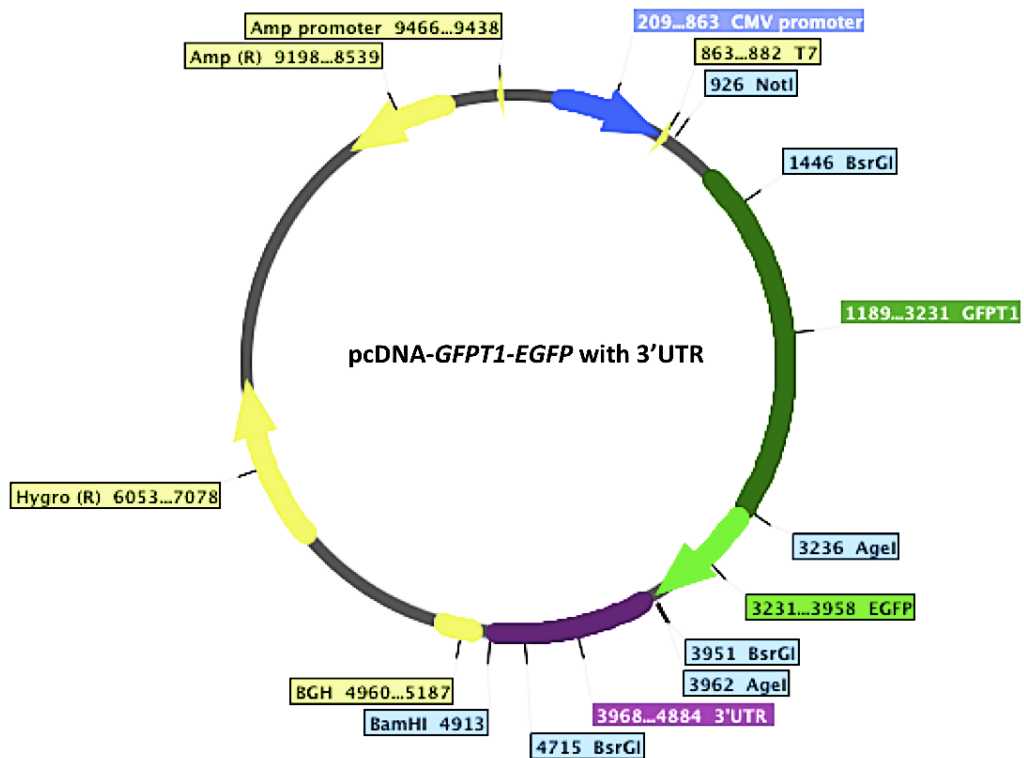 Amp promoter 9466...9438
209...863 CMV promoter
Amp (R) 9198...8539
863...882 T7
926 NotI
1446 BsrGI
1189...3231 GFPT1
pcDNA-GFPT1-EGFP with 3’UTR
Hygro (R) 6053...7078
3236 AgeI
3231...3958 EGFP
3951 BsrGI
3962 AgeI
BGH 4960...5187
3968...4884 3'UTR
BamHI 4913
4715 BsrGI